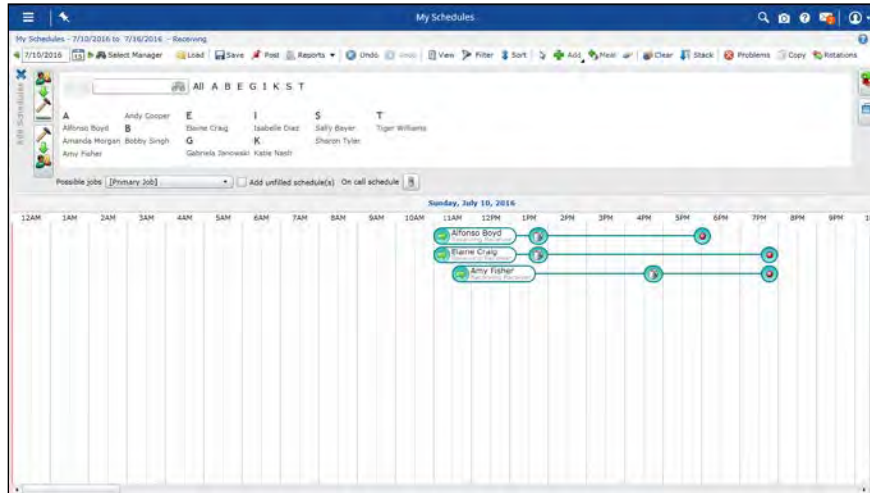 My Schedules
My Schedules - 7/10/2016 to 7/16/2016 - Receiving
7/10/2016 Select Manager Load Save Post Reports Undo View Filter Sort Add Clear Stack Problems Copy Rotations
Add Schedules
All A B E G I K S T
A Andy Cooper E I S T
Alfonso Boyd B Elaine Craig Isabelle Diaz Sally Bayer Tiger Williams
Amanda Morgan Bobby Singh G K Sharon Tyler
Amy Fisher Gabriela Janowski Katie Nash
Possible jobs [Primary Job] Add unfilled schedule(s) On call schedule
Sunday, July 10, 2016
12AM 1AM 2AM 3AM 4AM 5AM 6AM 7AM 8AM 9AM 10AM 11AM 12PM 1PM 2PM 3PM 4PM 5PM 6PM 7PM 8PM 9PM
Alfonso Boyd
Elaine Craig
Amy Fisher